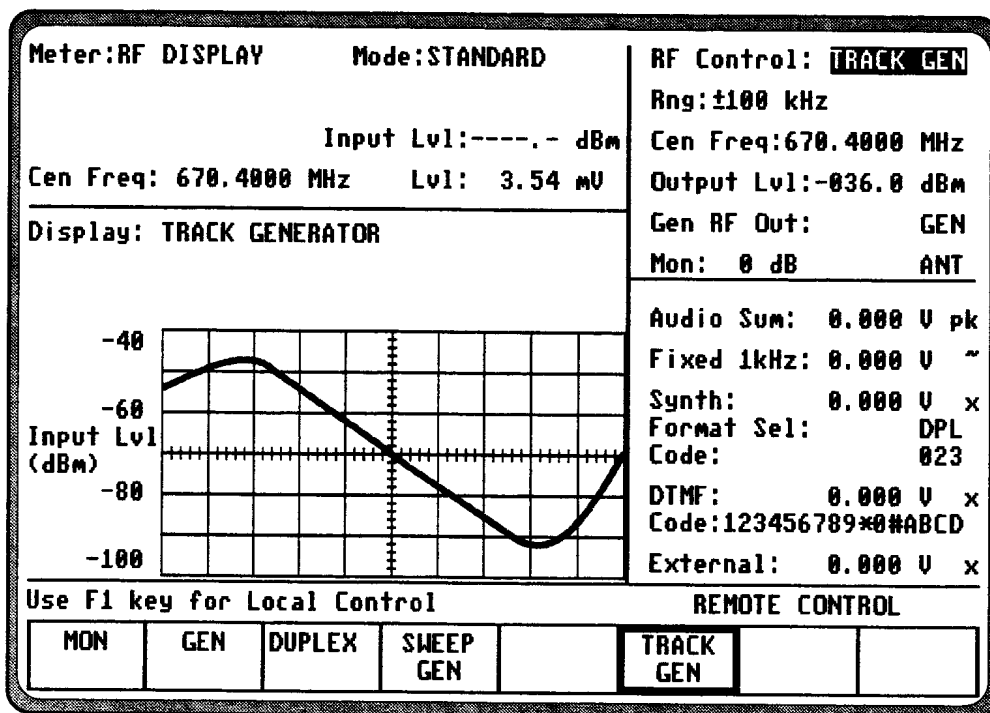 Meter:RF DISPLAY Mode:STANDARD
Input Lvl:----.- dBm
Cen Freq: 670.4000 MHz Lvl: 3.54 mV
Display: TRACK GENERATOR
-40
-60
Input Lvl
(dBm)
-80
-100
RF Control: TRACK GEN
Rng:±100 kHz
Cen Freq:670.4000 MHz
Output Lvl:-036.0 dBm
Gen RF Out: GEN
Mon: 0 dB ANT
Audio Sum: 0.000 V pk
Fixed 1kHz: 0.000 V ~
Synth: 0.000 V x
Format Sel: DPL
Code: 023
DTMF: 0.000 V x
Code:123456789*0#ABCD
External: 0.000 V x
Use F1 key for Local Control REMOTE CONTROL
MON GEN DUPLEX SWEEP GEN TRACK GEN